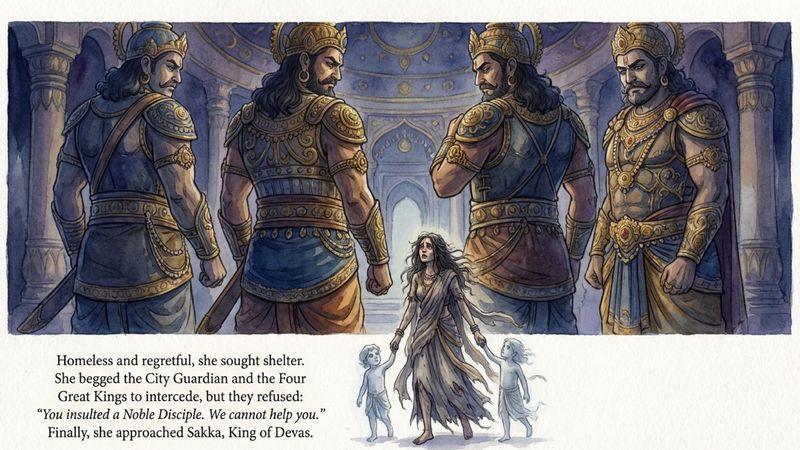 Homeless and regretful, she sought shelter.
She begged the City Guardian and the Four
Great Kings to intercede, but they refused:
“You insulted a Noble Disciple. We cannot help you.”
Finally, she approached Sakka, King of Devas.